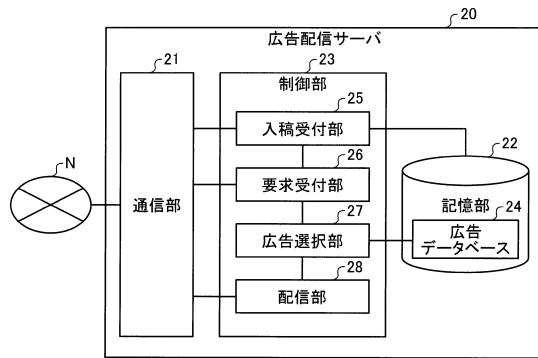 20
広告配信サーバ
21
23
制御部
25
入稿受付部
N
26
22
要求受付部
通信部
27
記憶部
24
広告選択部
広告
データベース
28
配信部